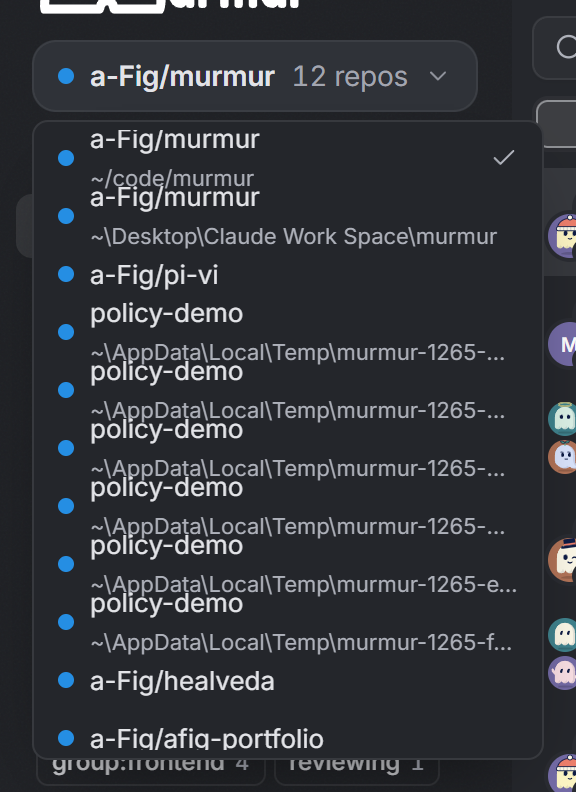 a-Fig/murmur 12 repos
a-Fig/murmur
~/code/murmur
a-Fig/murmur
~\Desktop\Claude Work Space\murmur
a-Fig/pi-vi
policy-demo
~\AppData\Local\Temp\murmur-1265-...
policy-demo
~\AppData\Local\Temp\murmur-1265-...
policy-demo
~\AppData\Local\Temp\murmur-1265-...
policy-demo
~\AppData\Local\Temp\murmur-1265-...
policy-demo
~\AppData\Local\Temp\murmur-1265-e...
policy-demo
~\AppData\Local\Temp\murmur-1265-f...
a-Fig/healveda
a-Fig/afig-portfolio
group:frontend 4
reviewing 1
M